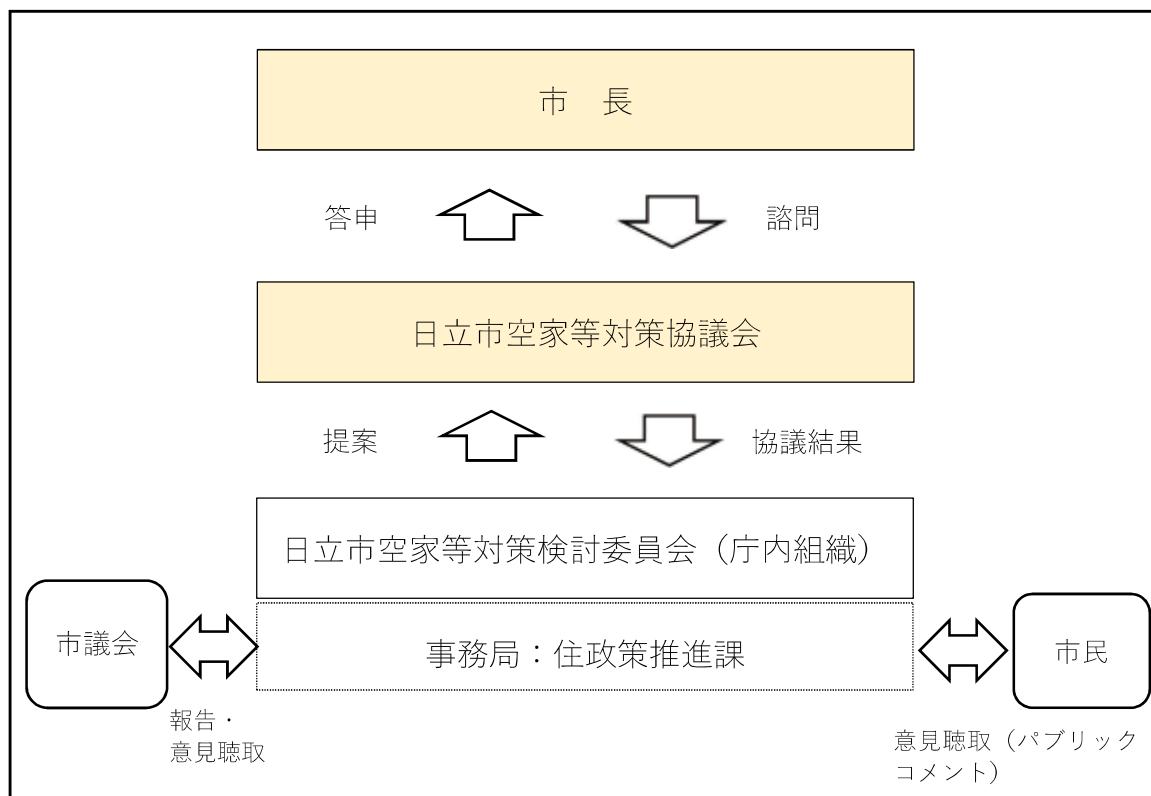 市　長
答申
諮問
日立市空家等対策協議会
提案
協議結果
日立市空家等対策検討委員会（庁内組織）
市議会
事務局：住政策推進課
市民
報告・
意見聴取
意見聴取（パブリック
コメント）